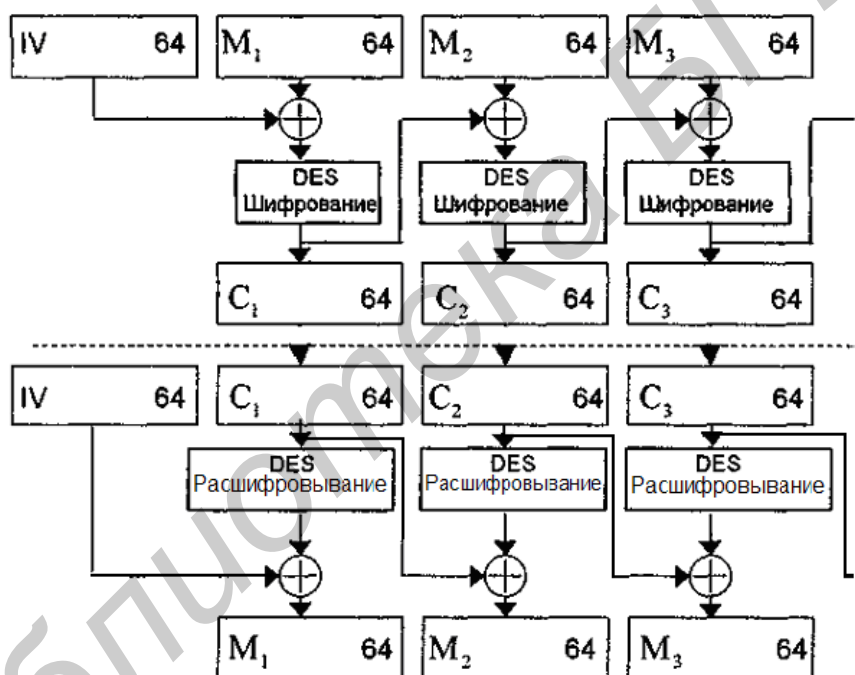 IV 64 M₁ 64 M₂ 64 M₃ 64
DES DES DES
Шифрование Шифрование Шифрование
C₁ 64 C₂ 64 C₃ 64
IV 64 C₁ 64 C₂ 64 C₃ 64
DES DES DES
Расшифровывание Расшифровывание Расшифровывание
M₁ 64 M₂ 64 M₃ 64
блиотека БГ